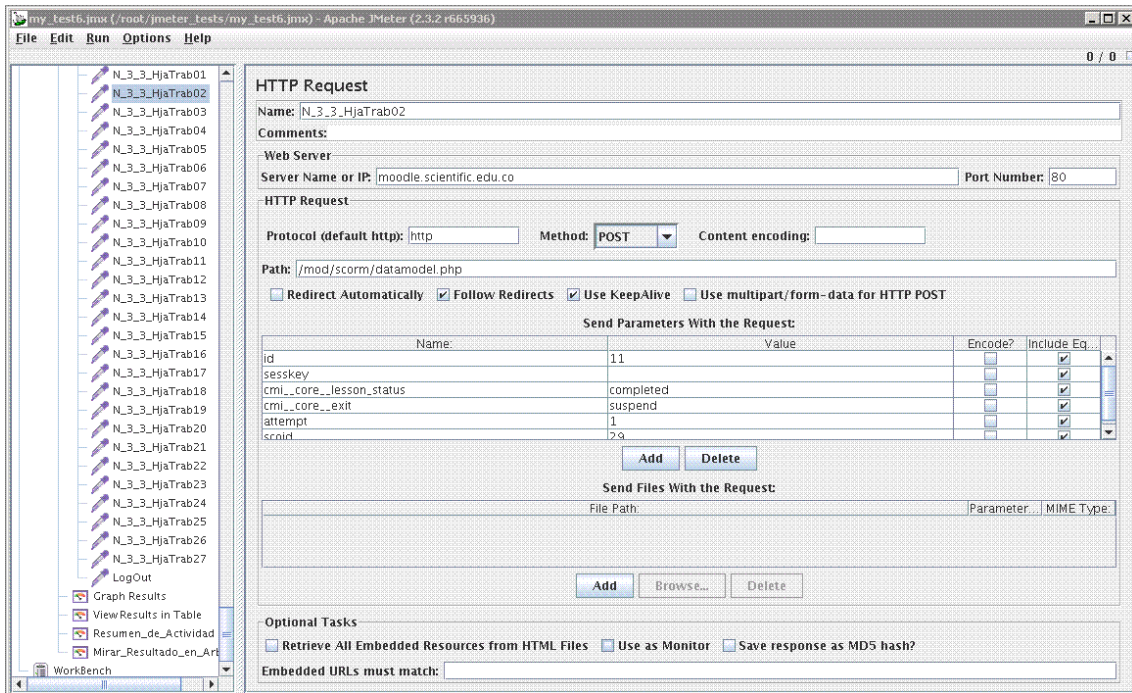 my_test6.jmx (/root/jmeter_tests/my_test6.jmx) - Apache JMeter (2.3.2 r665936)
File Edit Run Options Help
0 / 0
N_3_3_HjaTrab01
N_3_3_HjaTrab02
N_3_3_HjaTrab03
N_3_3_HjaTrab04
N_3_3_HjaTrab05
N_3_3_HjaTrab06
N_3_3_HjaTrab07
N_3_3_HjaTrab08
N_3_3_HjaTrab09
N_3_3_HjaTrab10
N_3_3_HjaTrab11
N_3_3_HjaTrab12
N_3_3_HjaTrab13
N_3_3_HjaTrab14
N_3_3_HjaTrab15
N_3_3_HjaTrab16
N_3_3_HjaTrab17
N_3_3_HjaTrab18
N_3_3_HjaTrab19
N_3_3_HjaTrab20
N_3_3_HjaTrab21
N_3_3_HjaTrab22
N_3_3_HjaTrab23
N_3_3_HjaTrab24
N_3_3_HjaTrab25
N_3_3_HjaTrab26
N_3_3_HjaTrab27
LogOut
Graph Results
View Results in Table
Resumen_de_Actividad
Mirar_Resultado_en_Art
WorkBench
HTTP Request
Name: N_3_3_HjaTrab02
Comments:
Web Server
Server Name or IP: moodle.scientific.edu.co Port Number: 80
HTTP Request
Protocol (default http): http Method: POST Content encoding:
Path: /mod/scorm/datamodel.php
Redirect Automatically Follow Redirects Use KeepAlive Use multipart/form-data for HTTP POST
Send Parameters With the Request:
Name: Value Encode? Include Eq...
id 11
sesskey
cmi__core__lesson_status completed
cmi__core__exit suspend
attempt 1
scoid 29
Add Delete
Send Files With the Request:
File Path: Parameter... MIME Type:
Add Browse... Delete
Optional Tasks
Retrieve All Embedded Resources from HTML Files Use as Monitor Save response as MD5 hash?
Embedded URLs must match: